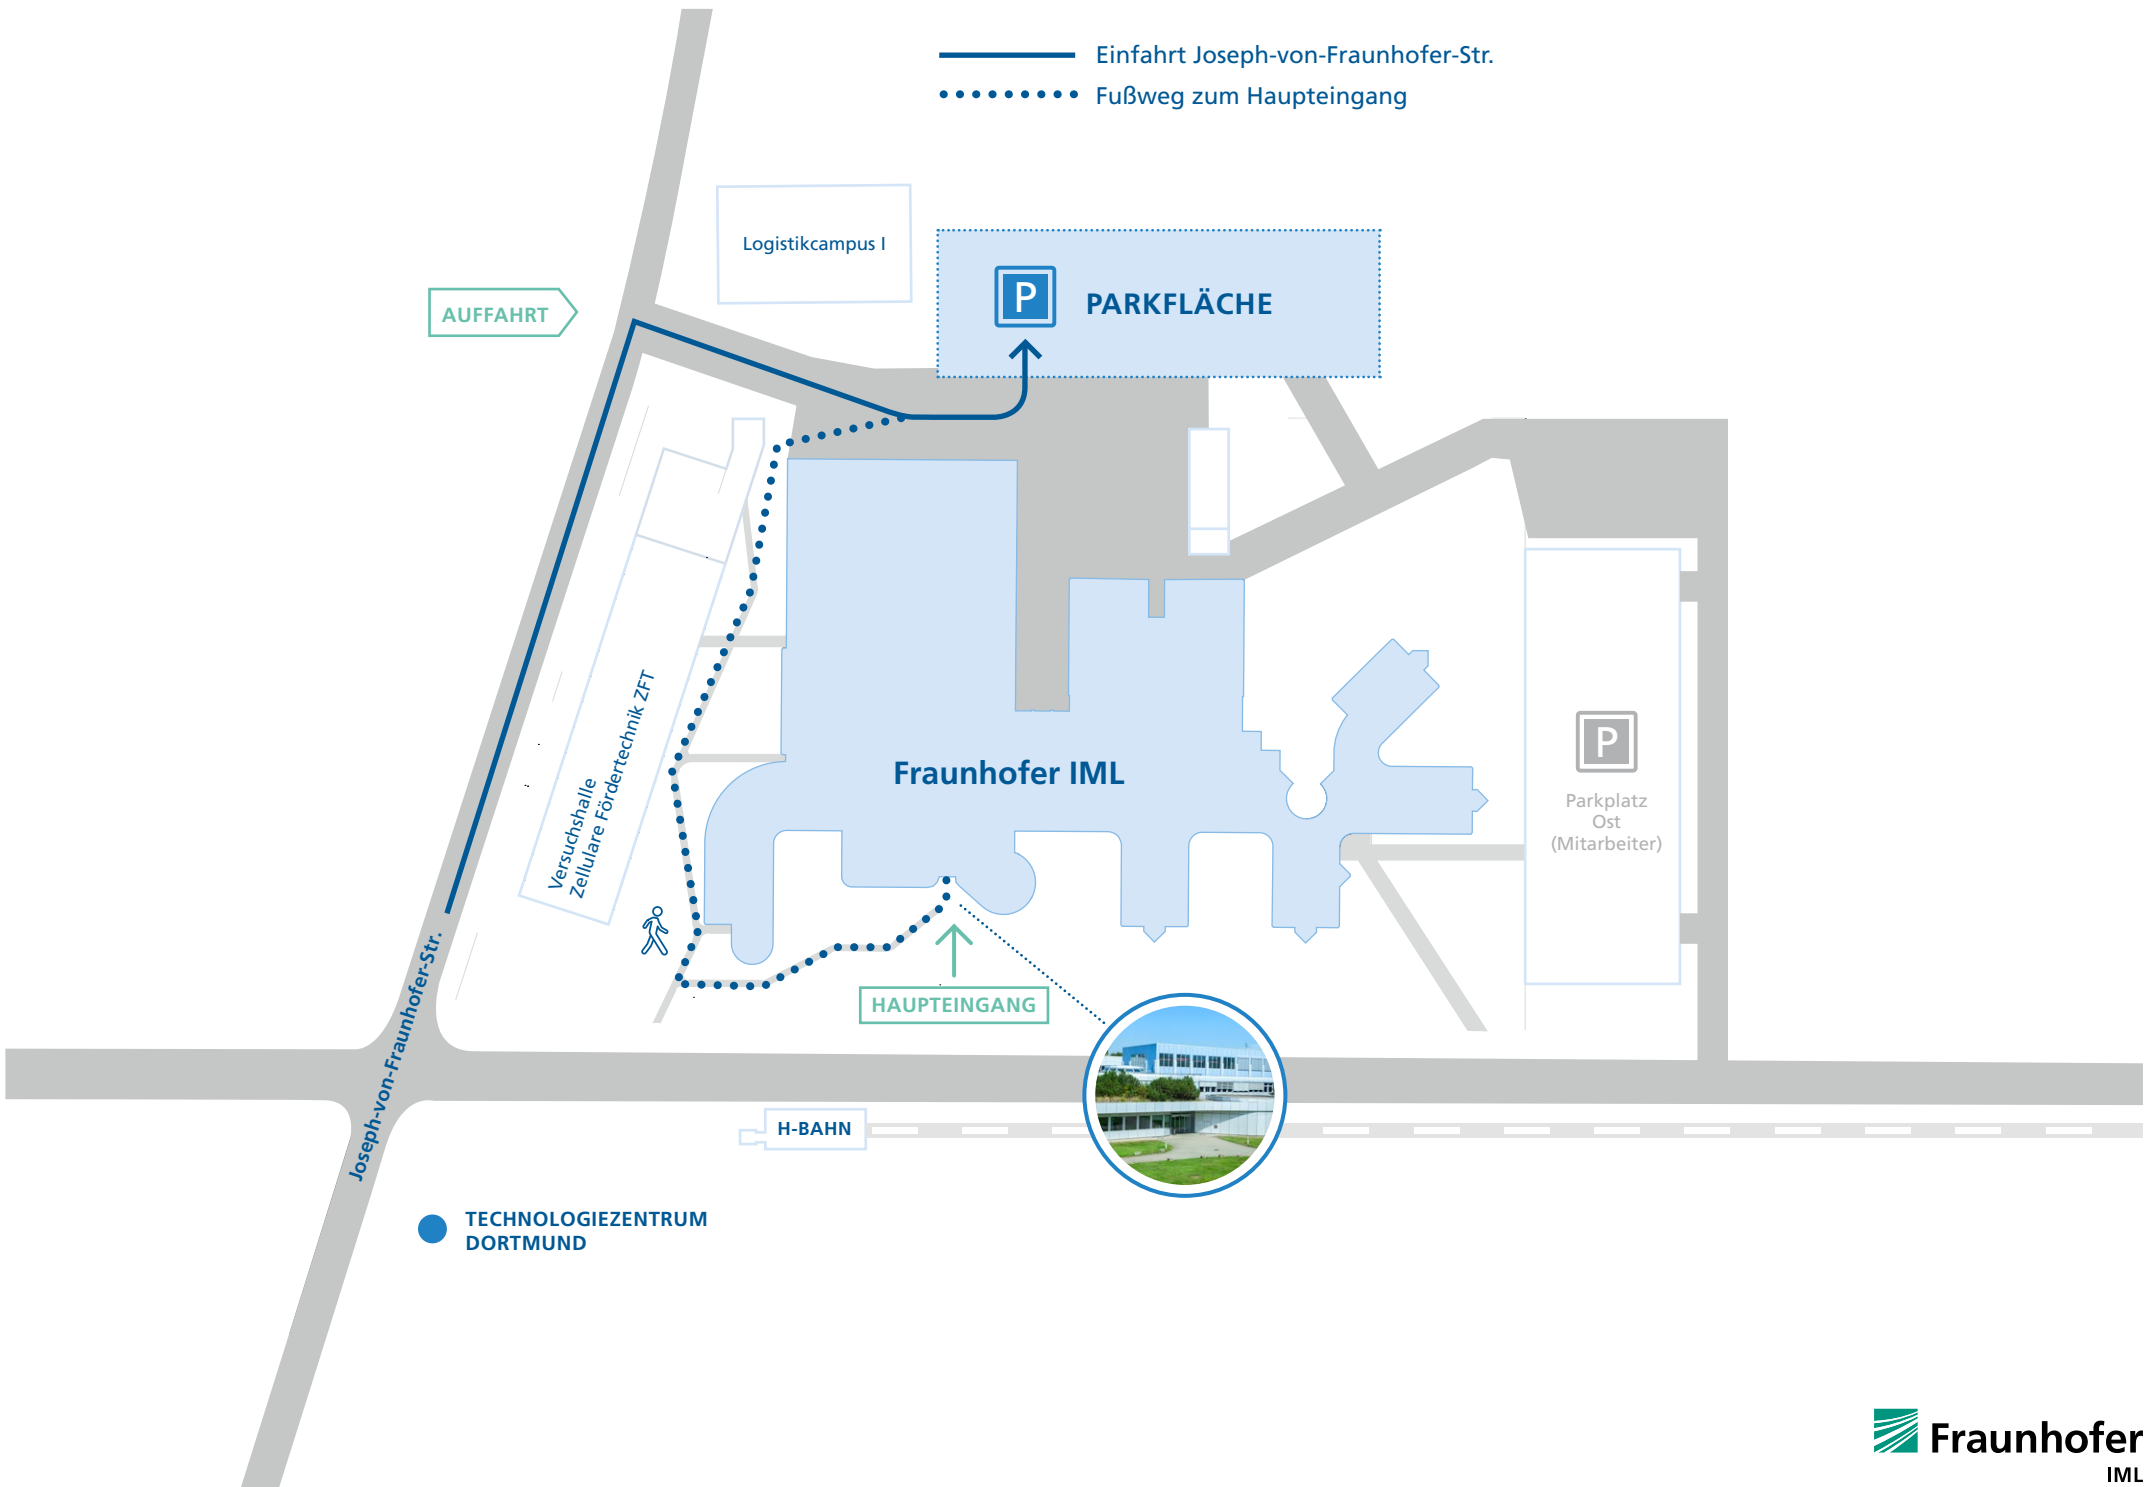 Einfahrt Joseph-von-Fraunhofer-Str.
Fußweg zum Haupteingang
Logistikcampus I
P
PARKFLÄCHE
AUFFAHRT
Versuchshalle
Zellulare Fördertechnik ZFT
Fraunhofer IML
P
Parkplatz
Ost
(Mitarbeiter)
HAUPTEINGANG
Joseph-von-Fraunhofer-Str.
H-BAHN
TECHNOLOGIEZENTRUM
DORTMUND
Fraunhofer
IML